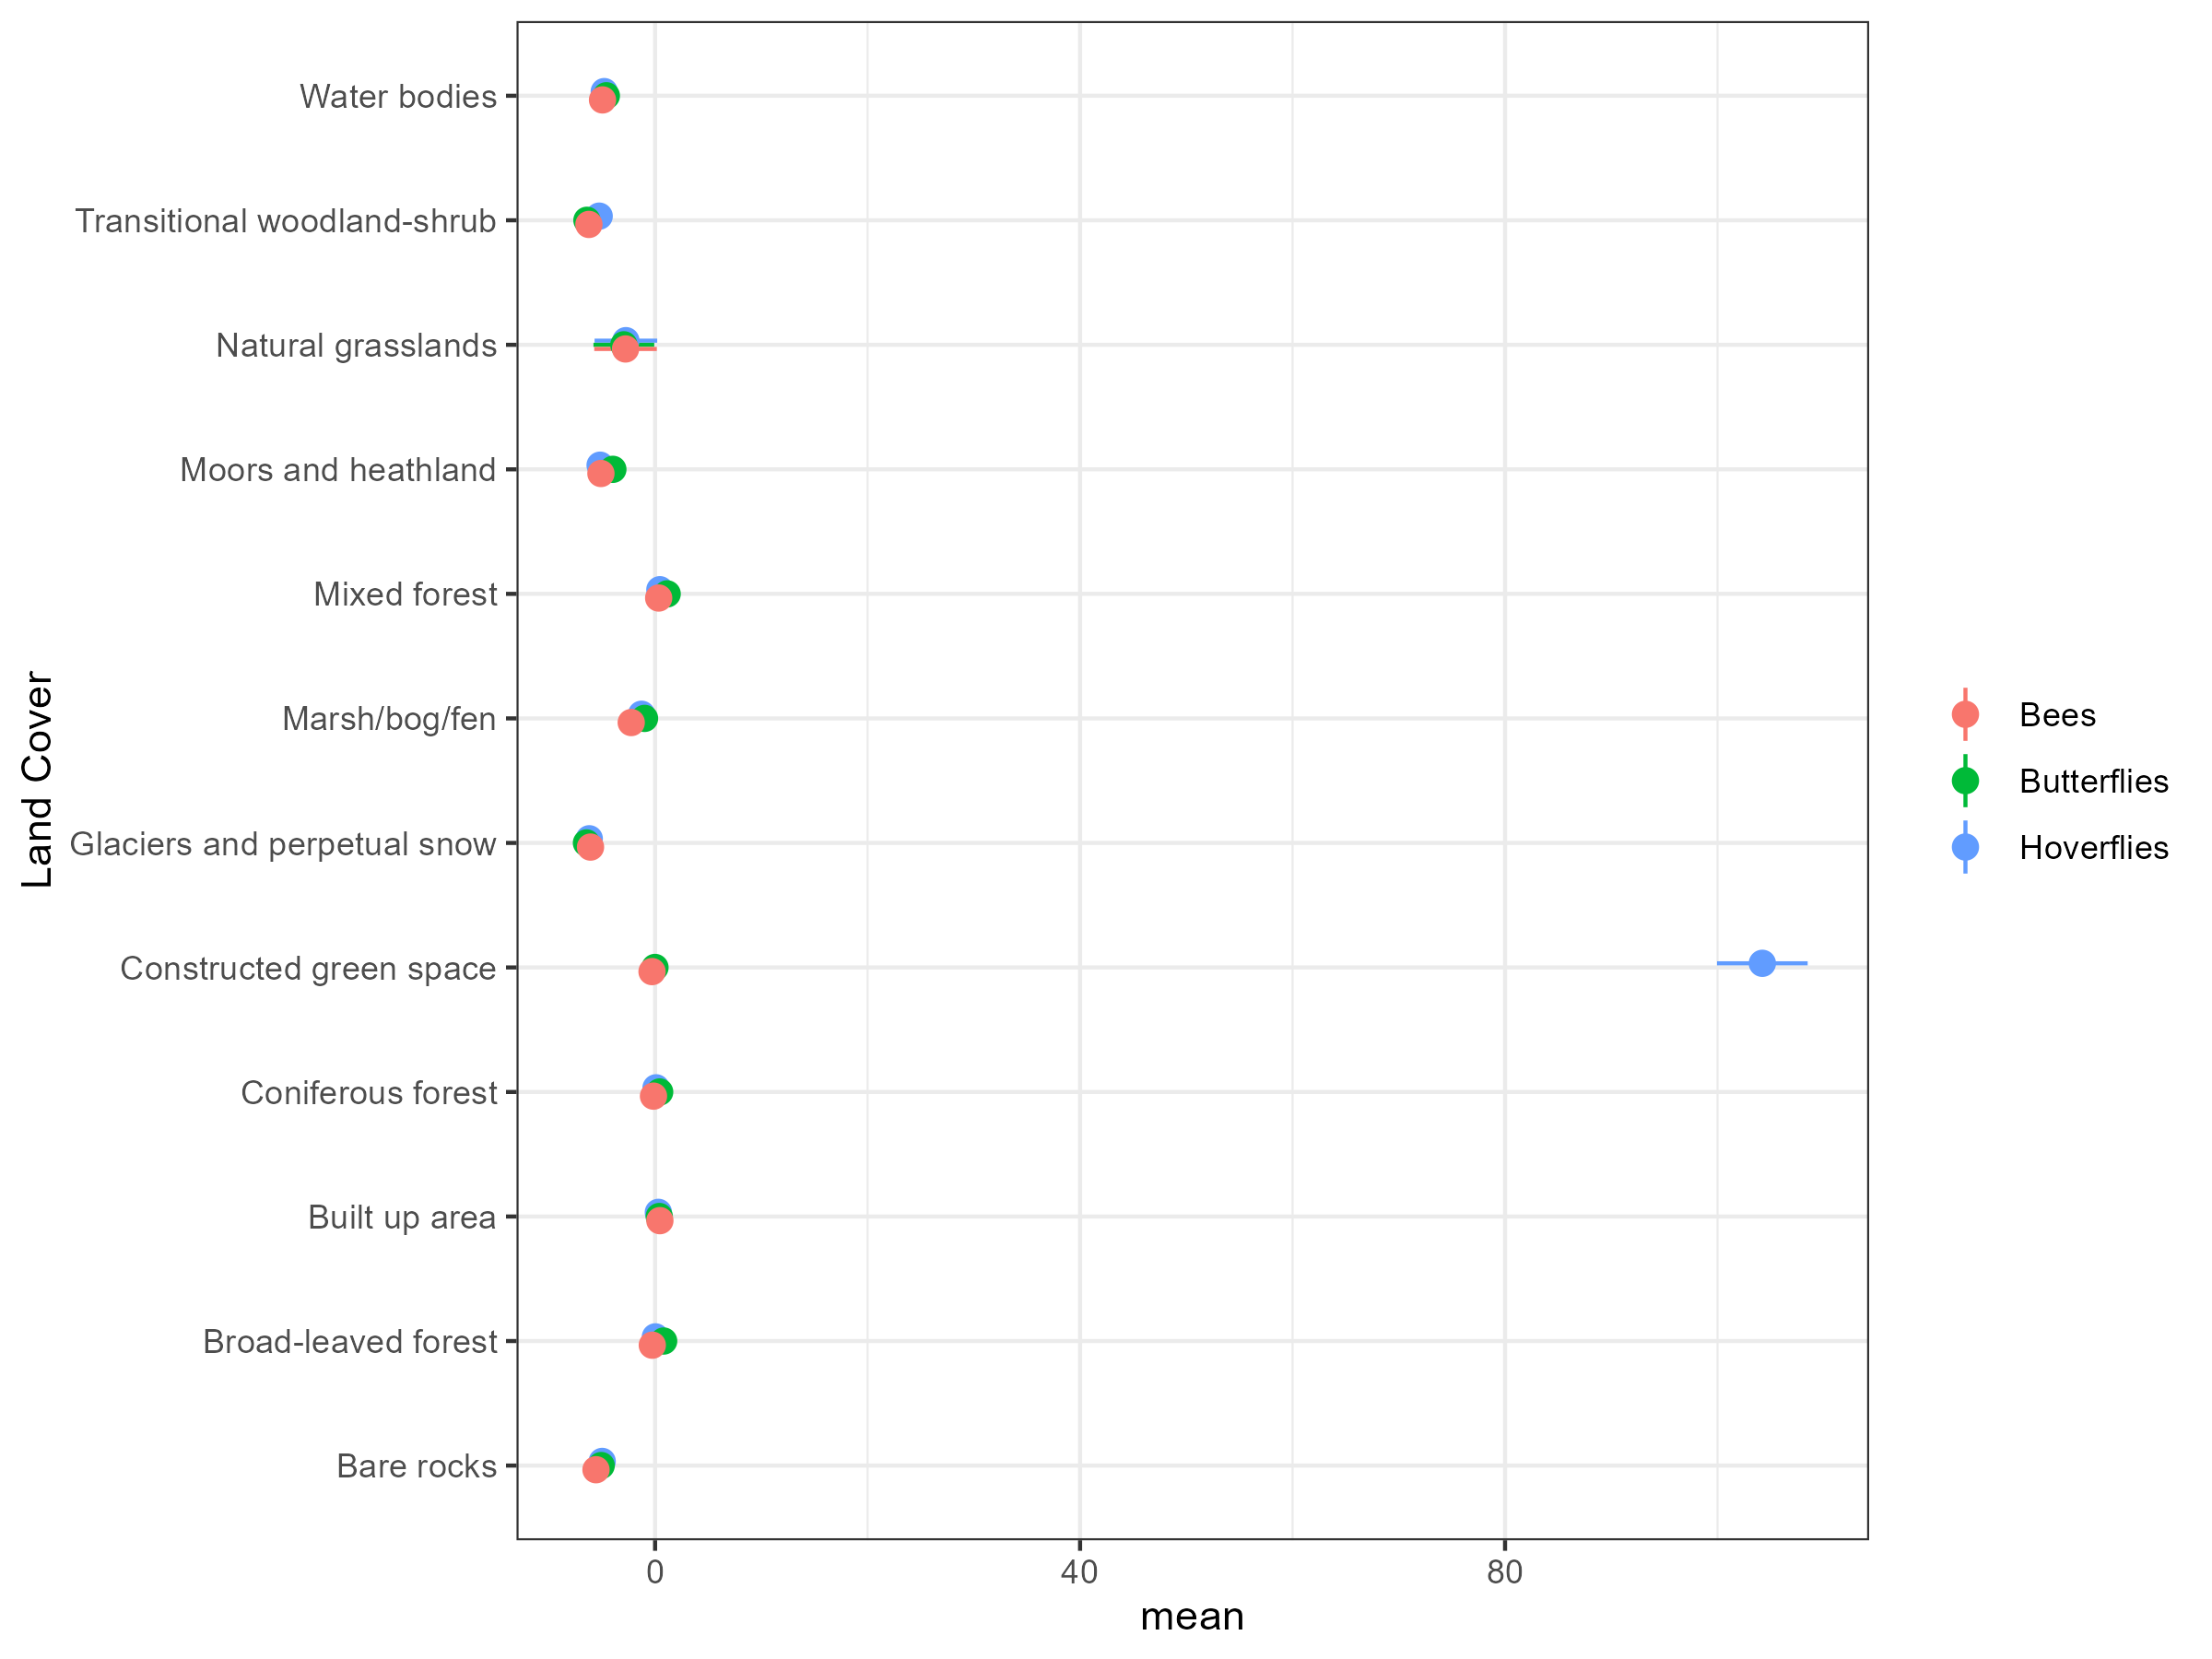 Water bodies
Transitional woodland-shrub
Natural grasslands
Moors and heathland
Mixed forest
Marsh/bog/fen
Glaciers and perpetual snow
Constructed green space
Coniferous forest
Built up area
Broad-leaved forest
Bare rocks
Land Cover
0
40
80
mean
Bees
Butterflies
Hoverflies